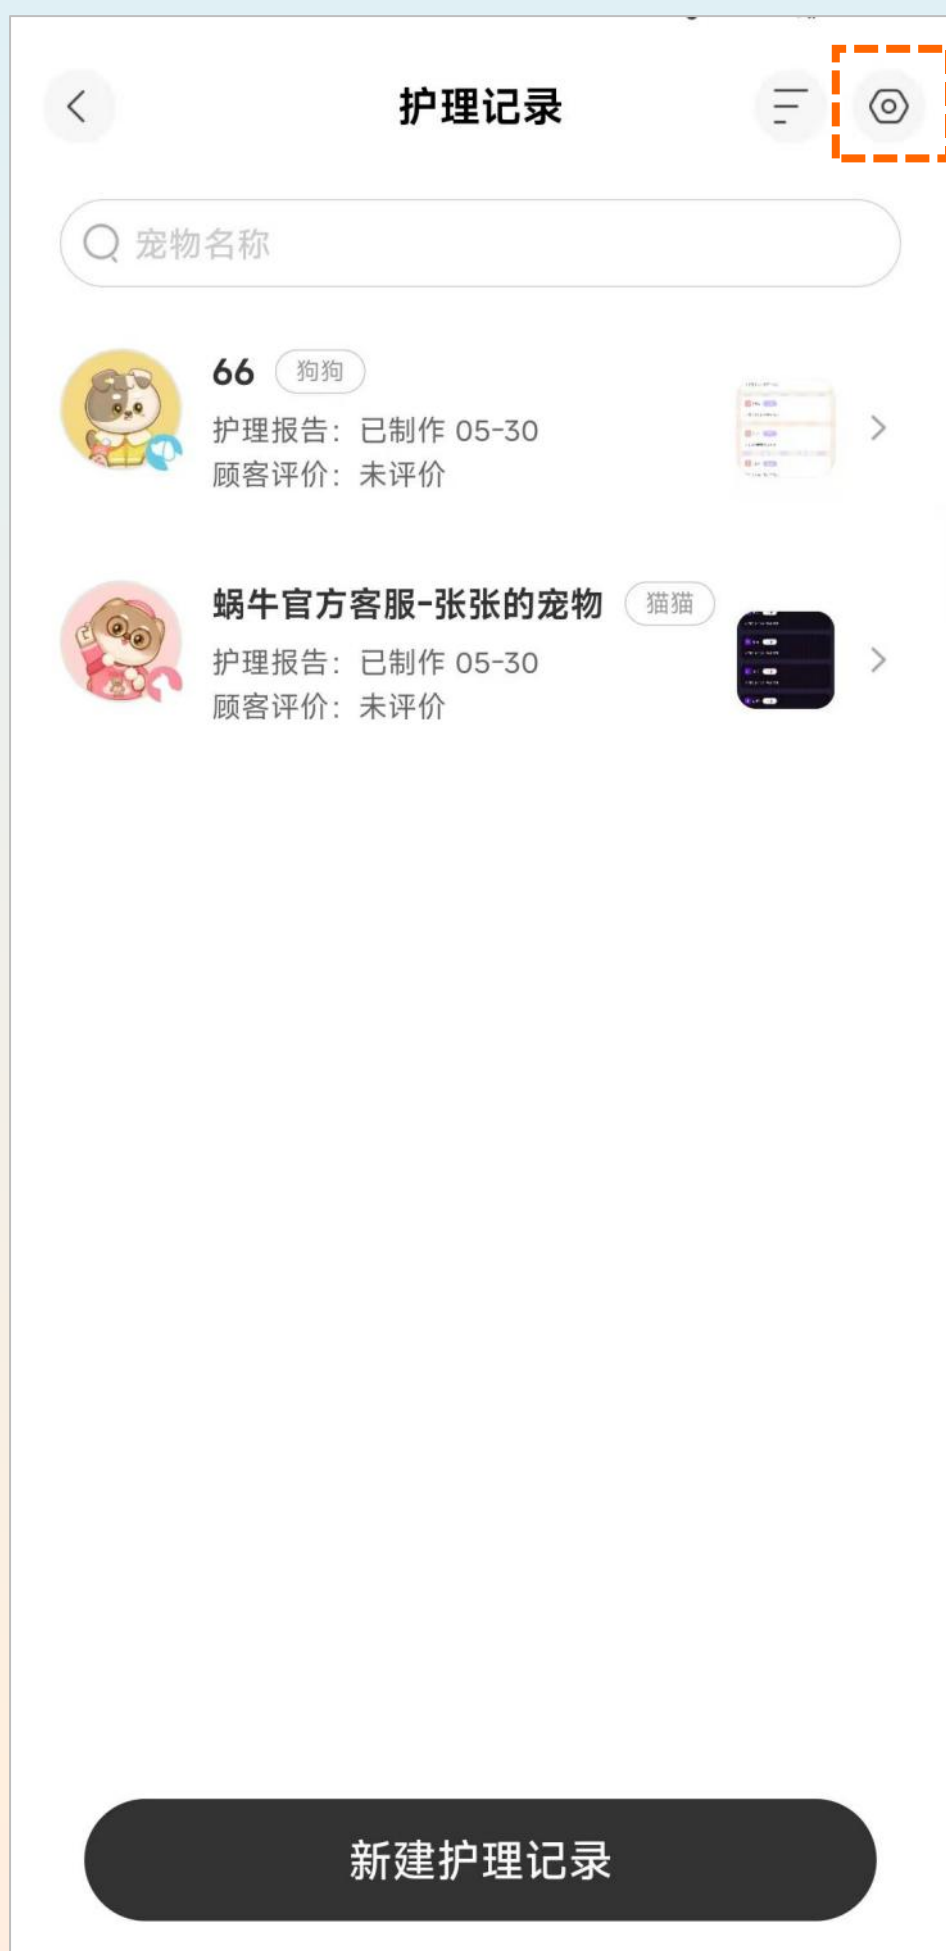 护理记录
宠物名称
66 狗狗
护理报告：已制作 05-30
顾客评价：未评价
蜗牛官方客服-张张的宠物 猫猫
护理报告：已制作 05-30
顾客评价：未评价
新建护理记录